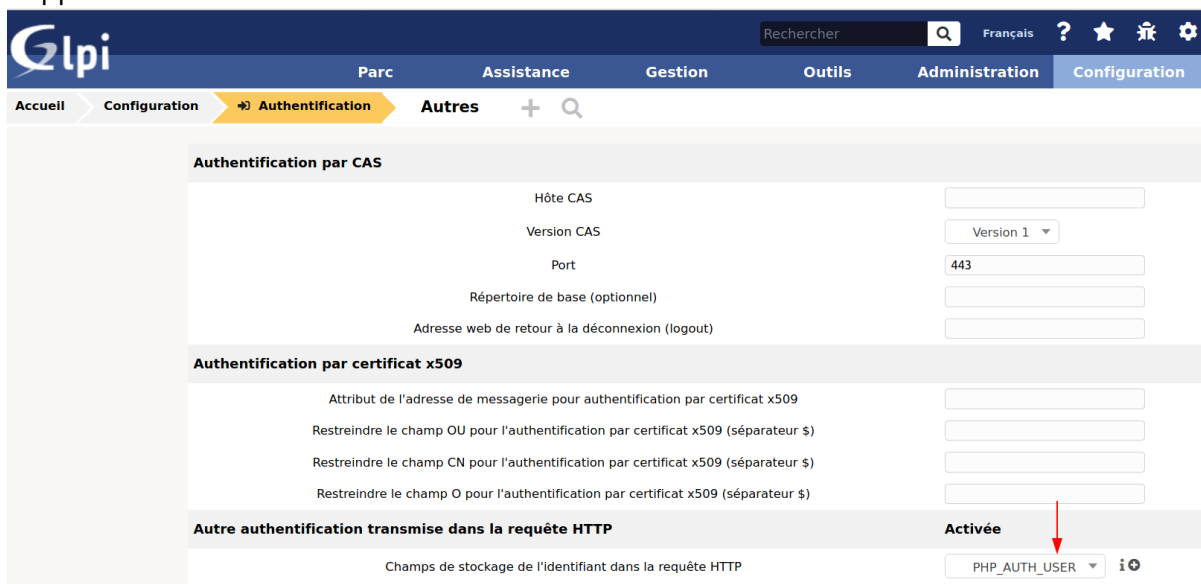 Glpi
Rechercher Français ?
Parc Assistance Gestion Outils Administration Configuration
Accueil Configuration Authentification Autres
Authentification par CAS
Hôte CAS
Version CAS Version 1
Port 443
Répertoire de base (optionnel)
Adresse web de retour à la déconnexion (logout)
Authentification par certificat x509
Attribut de l'adresse de messagerie pour authentification par certificat x509
Restreindre le champ OU pour l'authentification par certificat x509 (séparateur $)
Restreindre le champ CN pour l'authentification par certificat x509 (séparateur $)
Restreindre le champ O pour l'authentification par certificat x509 (séparateur $)
Autre authentification transmise dans la requête HTTP Activée
Champs de stockage de l'identifiant dans la requête HTTP PHP_AUTH_USER